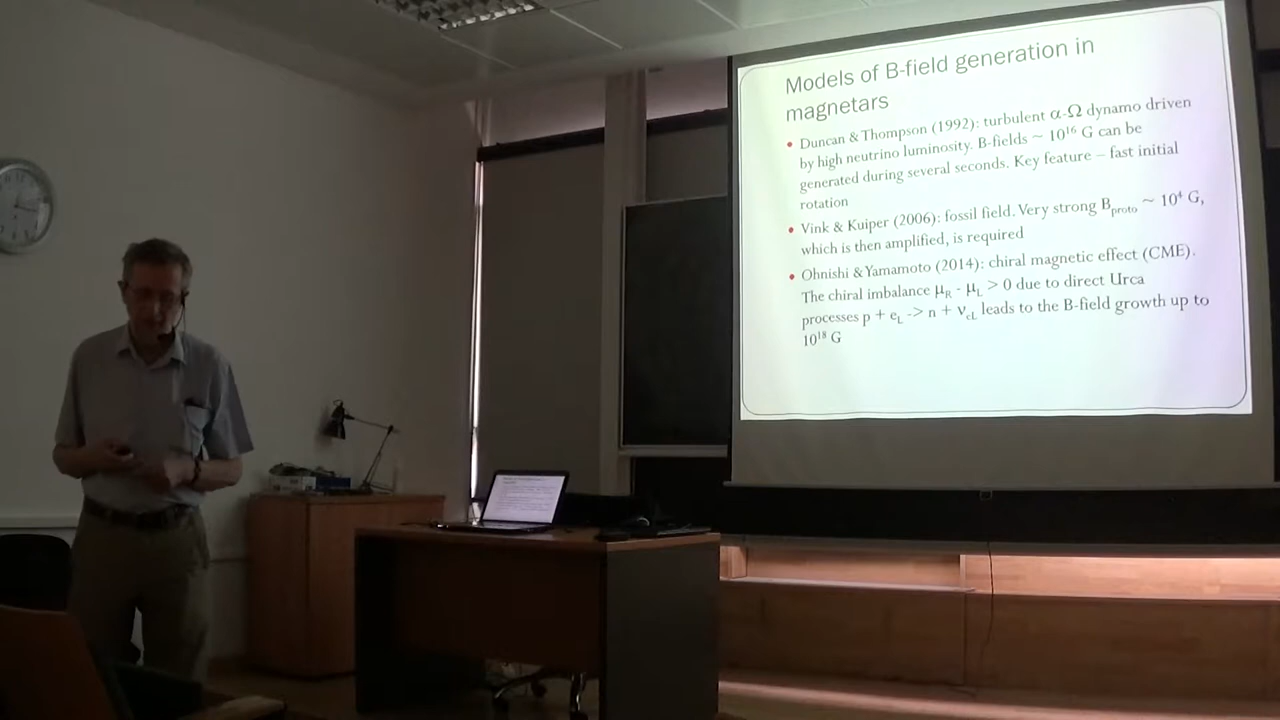 Models of B-field generation in
magnetars
• Duncan & Thompson (1992): turbulent α-Ω dynamo driven
by high neutrino luminosity. B-fields ~ 10¹⁶ G can be
generated during several seconds. Key feature – fast initial
rotation
• Vink & Kuiper (2006): fossil field. Very strong B_proto ~ 10⁴ G,
which is then amplified, is required
• Ohnishi & Yamamoto (2014): chiral magnetic effect (CME).
The chiral imbalance μ_R - μ_L > 0 due to direct Urca
processes p + e_L -> n + ν_eL leads to the B-field growth up to
10¹⁸ G